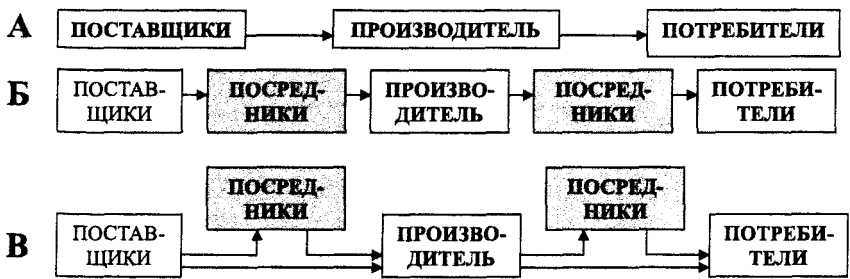 А ПОСТАВЩИКИ ПРОИЗВОДИТЕЛЬ ПОТРЕБИТЕЛИ
Б ПОСТАВ- ПОСРЕД- ПРОИЗВО- ПОСРЕД- ПОТРЕБИ-
ЩИКИ НИКИ ДИТЕЛЬ НИКИ ТЕЛИ
ПОСРЕД- ПОСРЕД-
НИКИ НИКИ
В ПОСТАВ- ПРОИЗВО- ПОТРЕБИ-
ЩИКИ ДИТЕЛЬ ТЕЛИ